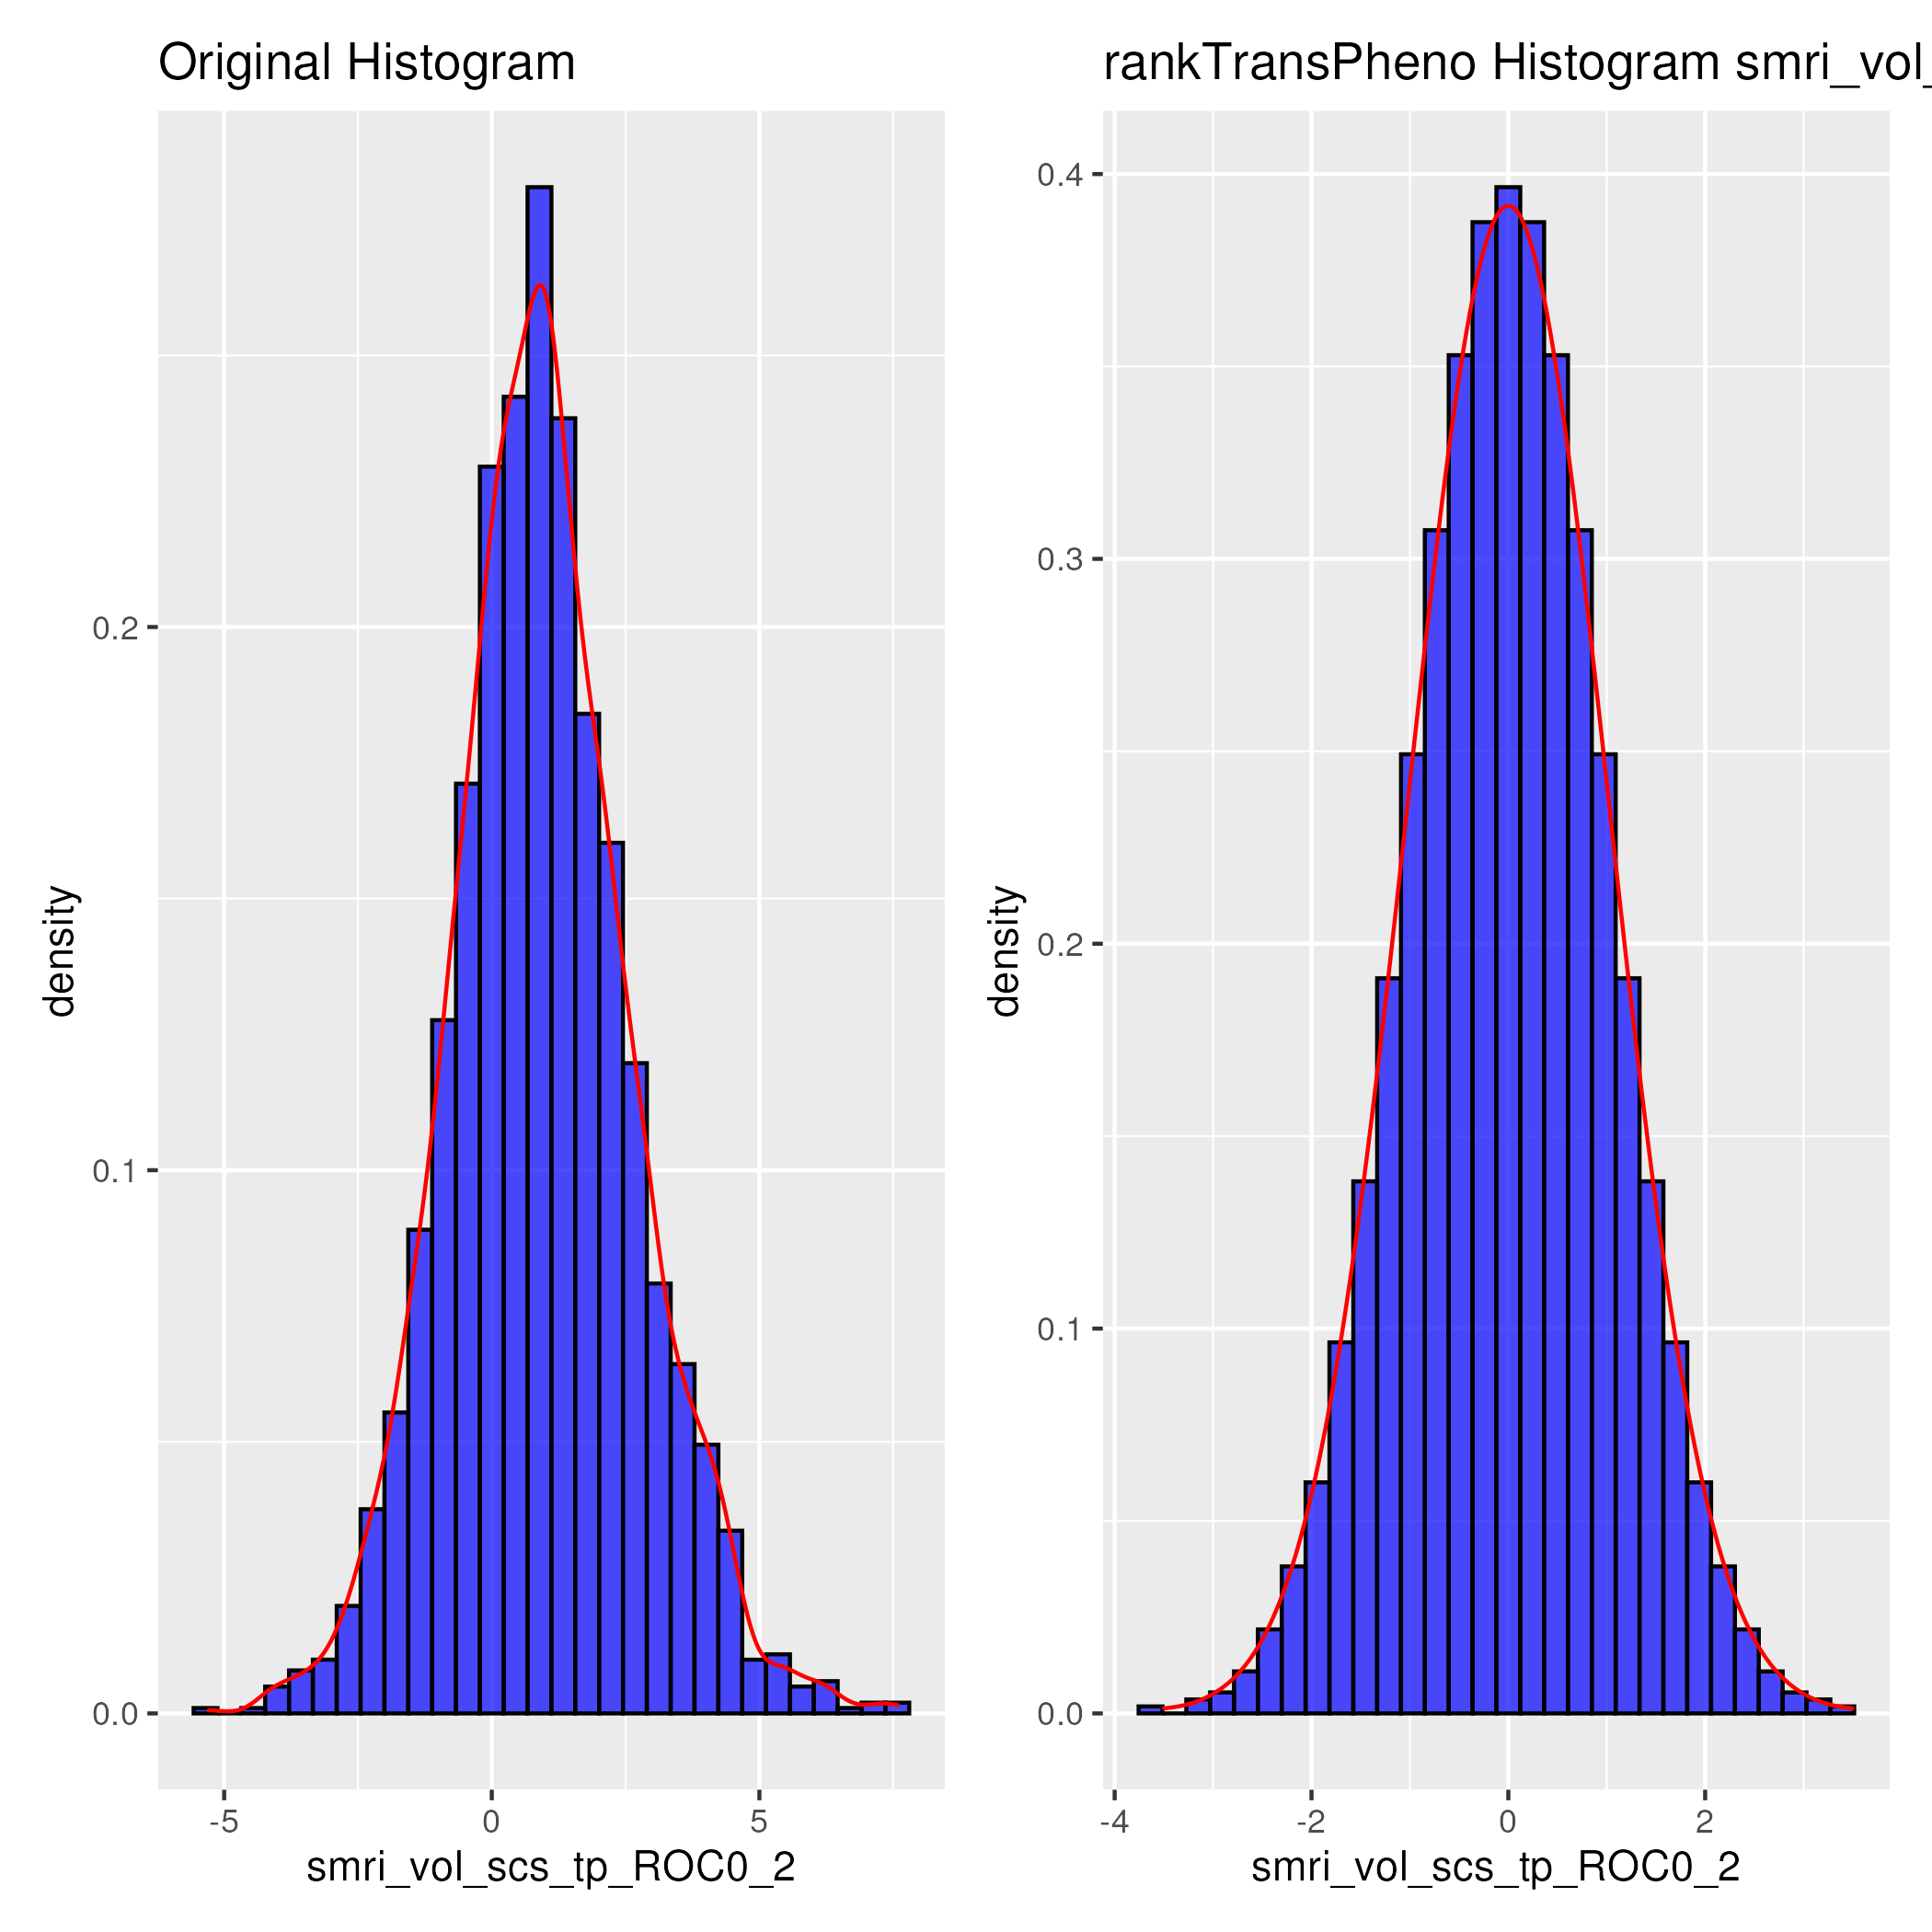 Original Histogram
density
0.2
0.1
0.0
-5
0
5
smri_vol_scs_tp_ROC0_2
rankTransPheno Histogram smri_vol_
density
0.4
0.3
0.2
0.1
0.0
-4
-2
0
2
smri_vol_scs_tp_ROC0_2